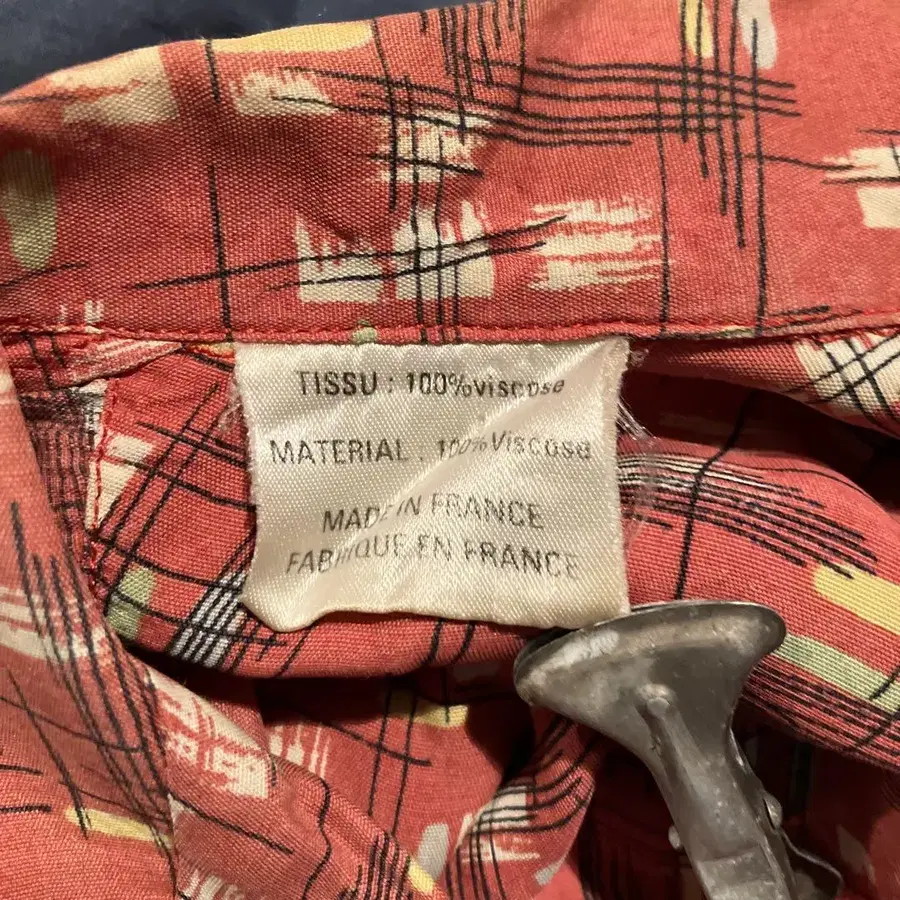 TISSU : 100%viscose
MATERIAL : 100%Viscose
MADE IN FRANCE
FABRIQUE EN FRANCE